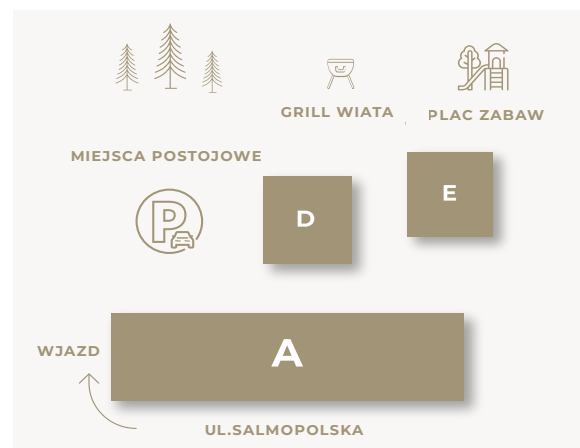 GRILL WIATA
PLAC ZABAW
MIEJSCA POSTOJOWE
P
D
E
A
WJAZD
UL.SALMOPOLSKA